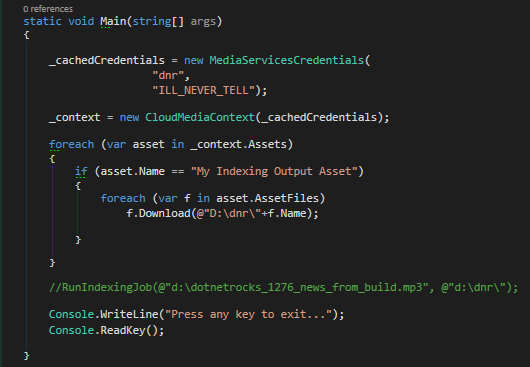 0 references
static void Main(string[] args)
{
_cachedCredentials = new MediaServicesCredentials(
"dnr",
"ILL_NEVER_TELL");
_context = new CloudMediaContext(_cachedCredentials);
foreach (var asset in _context.Assets)
{
if (asset.Name == "My Indexing Output Asset")
{
foreach (var f in asset.AssetFiles)
f.Download(@"D:\dnr\"+f.Name);
}
}
//RunIndexingJob(@"d:\dotnetrocks_1276_news_from_build.mp3", @"d:\dnr\");
Console.WriteLine("Press any key to exit...");
Console.ReadKey();
}